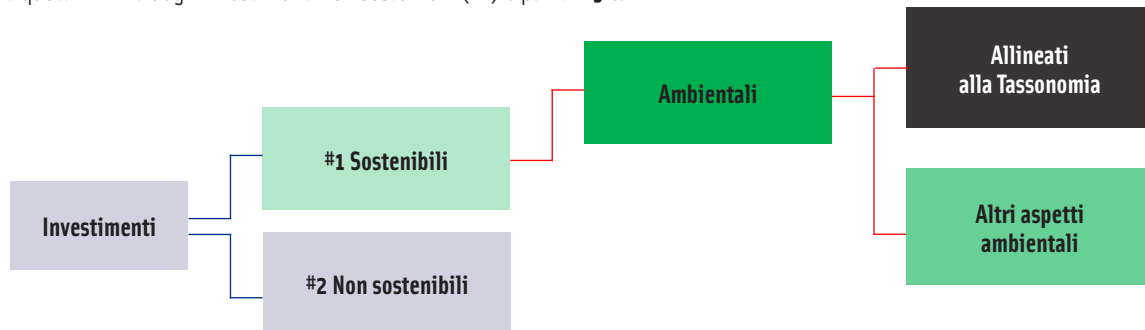 Allineati
alla Tassonomia
Ambientali
#1 Sostenibili
Investimenti
Altri aspetti
ambientali
#2 Non sostenibili